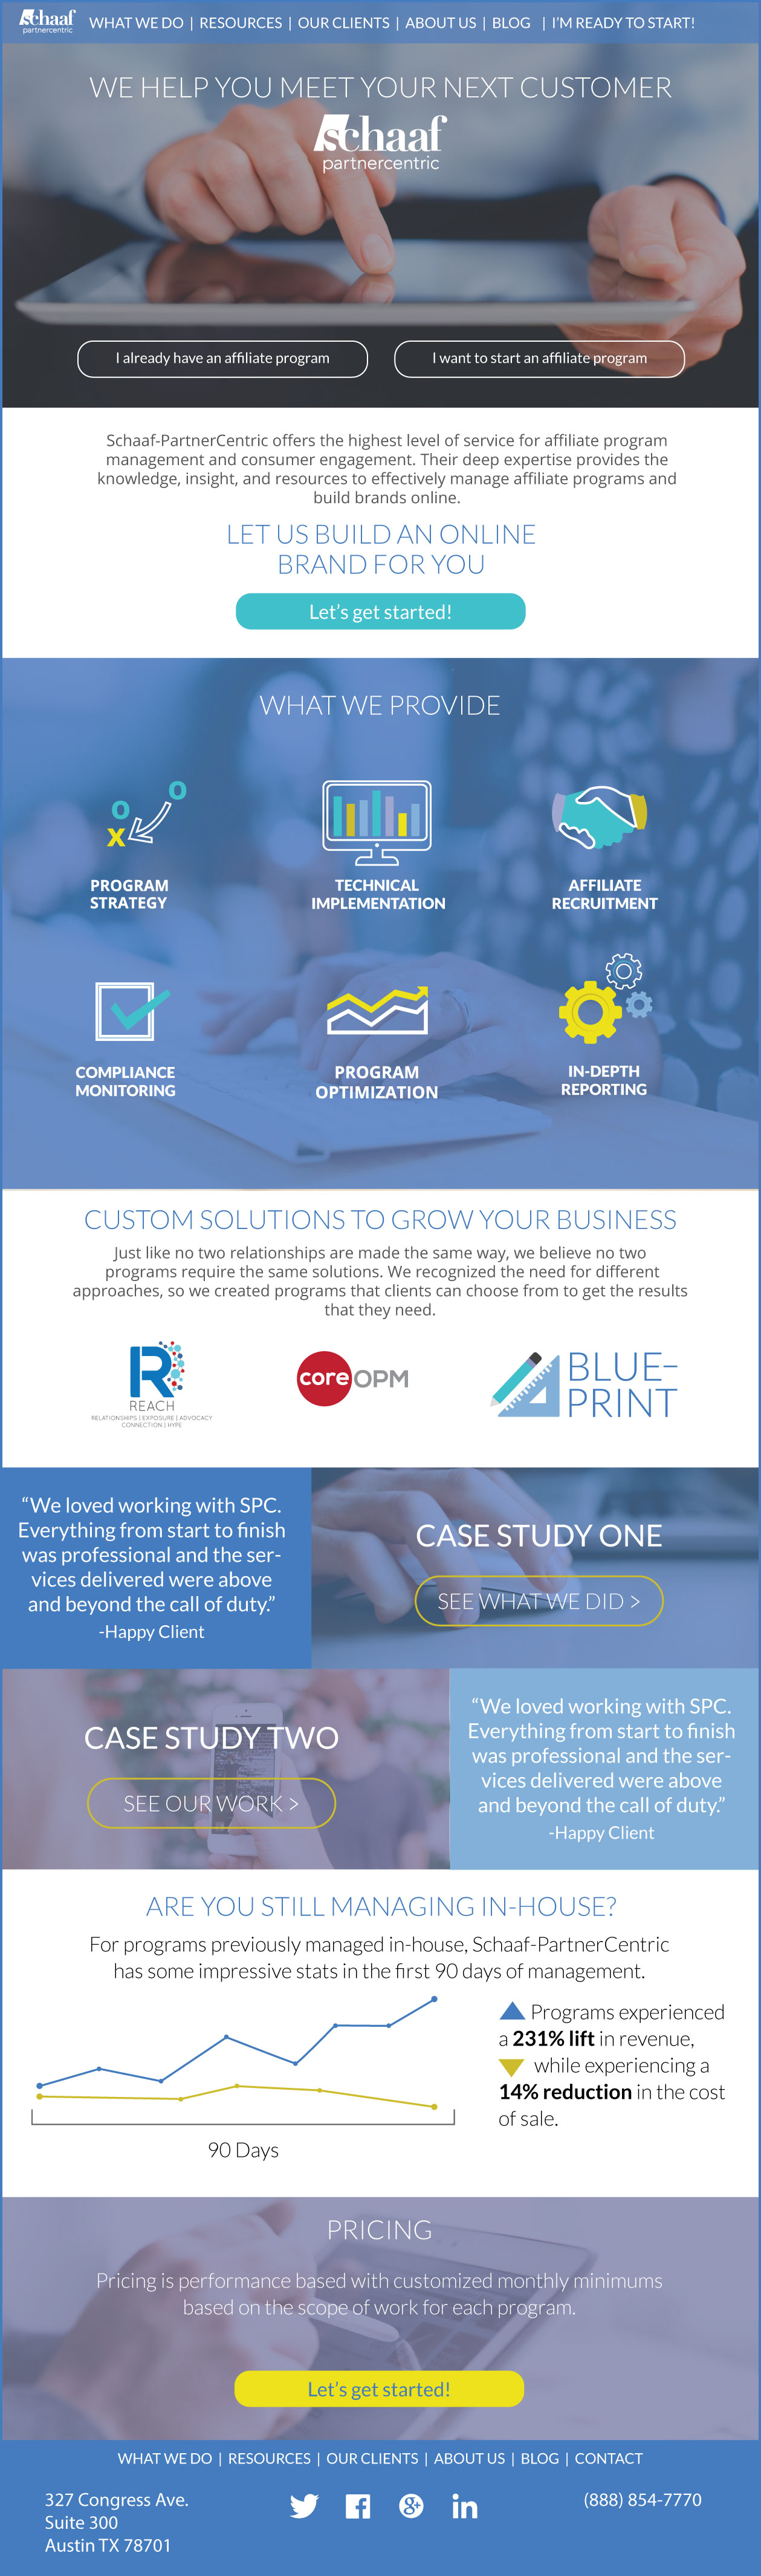 Schaaf
partnercentric
WHAT WE DO | RESOURCES | OUR CLIENTS | ABOUT US | BLOG | I'M READY TO START!
WE HELP YOU MEET YOUR NEXT CUSTOMER
Schaaf
partnercentric
I already have an affiliate program
I want to start an affiliate program
Schaaf-PartnerCentric offers the highest level of service for affiliate program
management and consumer engagement. Their deep expertise provides the
knowledge, insight, and resources to effectively manage affiliate programs and
build brands online.
LET US BUILD AN ONLINE
BRAND FOR YOU
Let's get started!
WHAT WE PROVIDE
O
O
X
PROGRAM
STRATEGY
TECHNICAL
IMPLEMENTATION
AFFILIATE
RECRUITMENT
COMPLIANCE
MONITORING
PROGRAM
OPTIMIZATION
IN-DEPTH
REPORTING
CUSTOM SOLUTIONS TO GROW YOUR BUSINESS
Just like no two relationships are made the same way, we believe no two
programs require the same solutions. We recognized the need for different
approaches, so we created programs that clients can choose from to get the results
that they need.
R
REACH
RELATIONSHIPS | EXPOSURE | ADVOCACY
CONNECTION | HYPE
core OPM
BLUE-
PRINT
“We loved working with SPC.
Everything from start to finish
was professional and the ser-
vices delivered were above
and beyond the call of duty.”
-Happy Client
CASE STUDY ONE
SEE WHAT WE DID >
CASE STUDY TWO
SEE OUR WORK >
“We loved working with SPC.
Everything from start to finish
was professional and the ser-
vices delivered were above
and beyond the call of duty.”
-Happy Client
ARE YOU STILL MANAGING IN-HOUSE?
For programs previously managed in-house, Schaaf-PartnerCentric
has some impressive stats in the first 90 days of management.
Programs experienced
a 231% lift in revenue,
while experiencing a
14% reduction in the cost
of sale.
90 Days
PRICING
Pricing is performance based with customized monthly minimums
based on the scope of work for each program.
Let's get started!
WHAT WE DO | RESOURCES | OUR CLIENTS | ABOUT US | BLOG | CONTACT
327 Congress Ave.
Suite 300
Austin TX 78701
g+
in
(888) 854-7770